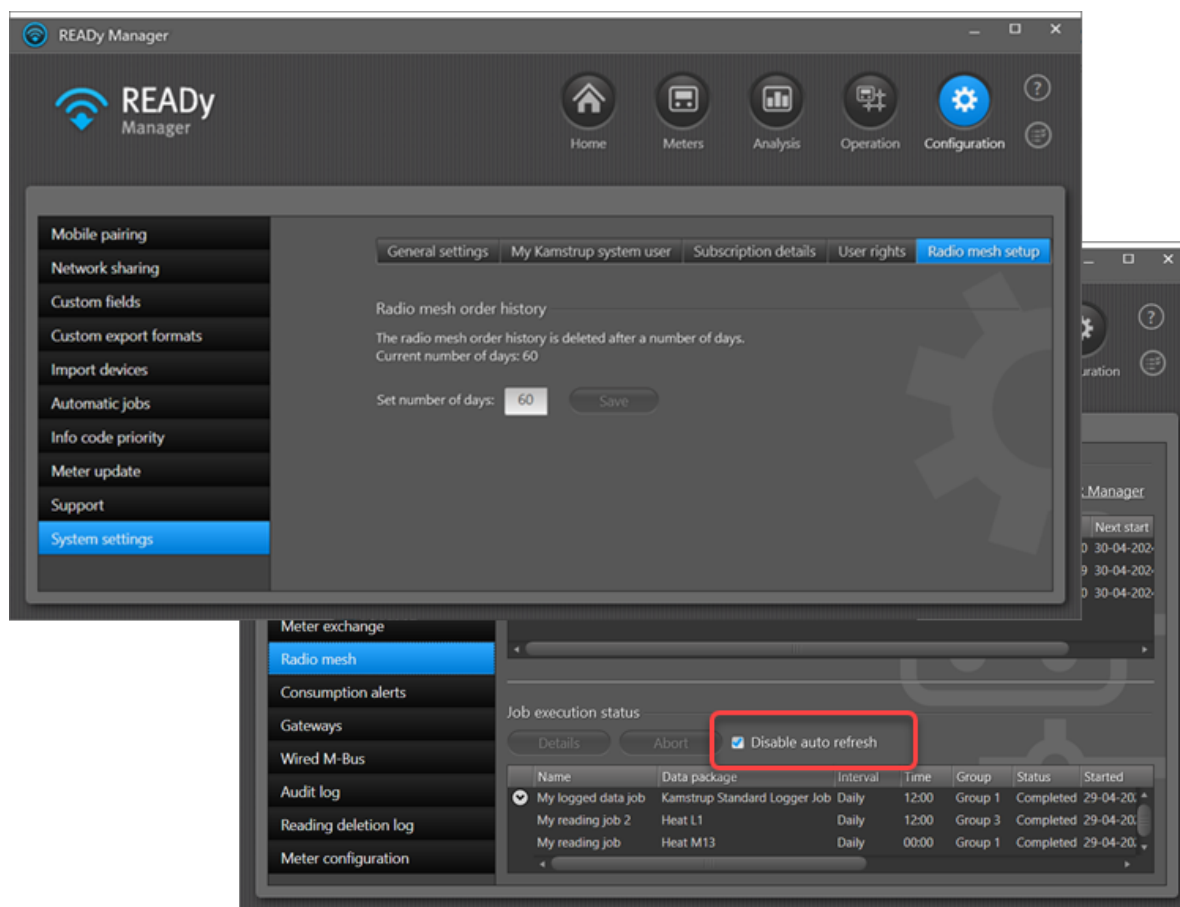 READy Manager
READy
Manager
Home Meters Analysis Operation Configuration
Mobile pairing
Network sharing
Custom fields
Custom export formats
Import devices
Automatic jobs
Info code priority
Meter update
Support
System settings
General settings My Kamstrup system user Subscription details User rights Radio mesh setup
Radio mesh order history
The radio mesh order history is deleted after a number of days.
Current number of days: 60
Set number of days: 60 Save
uration
Manager
Next start
0 30-04-202
9 30-04-202
0 30-04-202
Meter exchange
Radio mesh
Consumption alerts
Gateways
Wired M-Bus
Audit log
Reading deletion log
Meter configuration
Job execution status
Details Abort Disable auto refresh
Name Data package Interval Time Group Status Started
My logged data job Kamstrup Standard Logger Job Daily 12:00 Group 1 Completed 29-04-20
My reading job 2 Heat L1 Daily 12:00 Group 3 Completed 29-04-20
My reading job Heat M13 Daily 00:00 Group 1 Completed 29-04-20